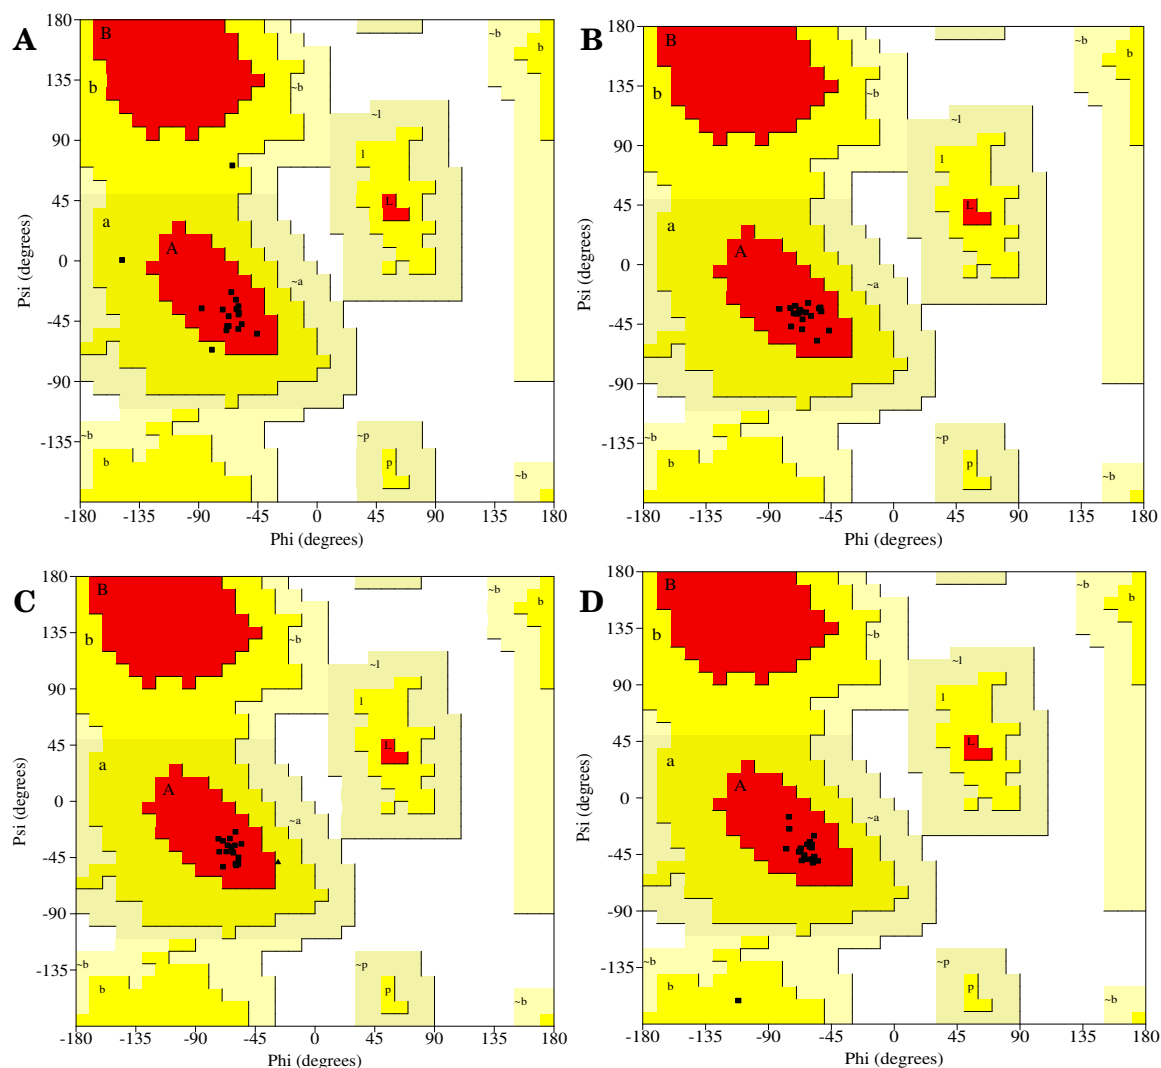 A
B
b
a
A
~b
~a
~l
l
L
~p
p
~b
b
~b
b
~b
180
135
90
45
0
-45
-90
-135
-180 -135 -90 -45 0 45 90 135 180
Psi (degrees)
Phi (degrees)
B
B
b
a
A
~b
~a
~l
l
L
~p
p
~b
b
~b
b
~b
180
135
90
45
0
-45
-90
-135
-180 -135 -90 -45 0 45 90 135 180
Psi (degrees)
Phi (degrees)
C
B
b
a
A
~b
~a
~l
l
L
~p
p
~b
b
~b
b
~b
180
135
90
45
0
-45
-90
-135
-180 -135 -90 -45 0 45 90 135 180
Psi (degrees)
Phi (degrees)
D
B
b
a
A
~b
~a
~l
l
L
~p
p
~b
b
~b
b
~b
180
135
90
45
0
-45
-90
-135
-180 -135 -90 -45 0 45 90 135 180
Psi (degrees)
Phi (degrees)